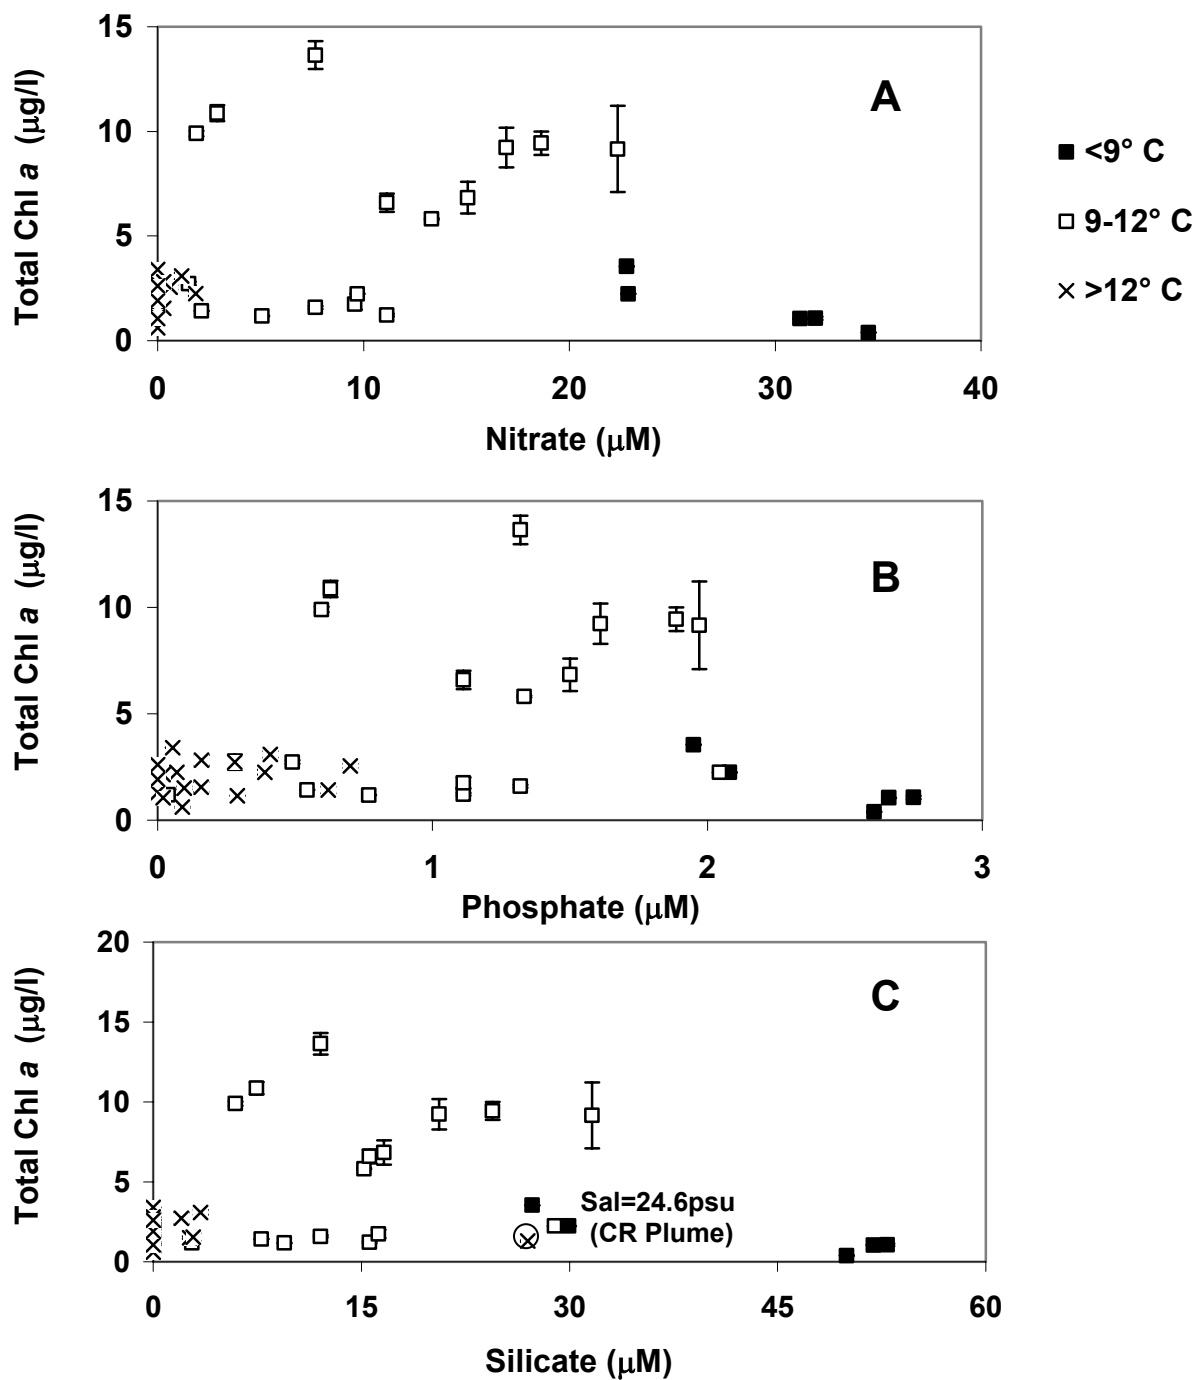 15
10
5
0
Total Chl a (μg/l)
A
0 10 20 30 40
Nitrate (μM)
<9° C
9-12° C
>12° C
15
10
5
0
Total Chl a (μg/l)
B
0 1 2 3
Phosphate (μM)
20
15
10
5
0
Total Chl a (μg/l)
C
Sal=24.6psu
(CR Plume)
0 15 30 45 60
Silicate (μM)